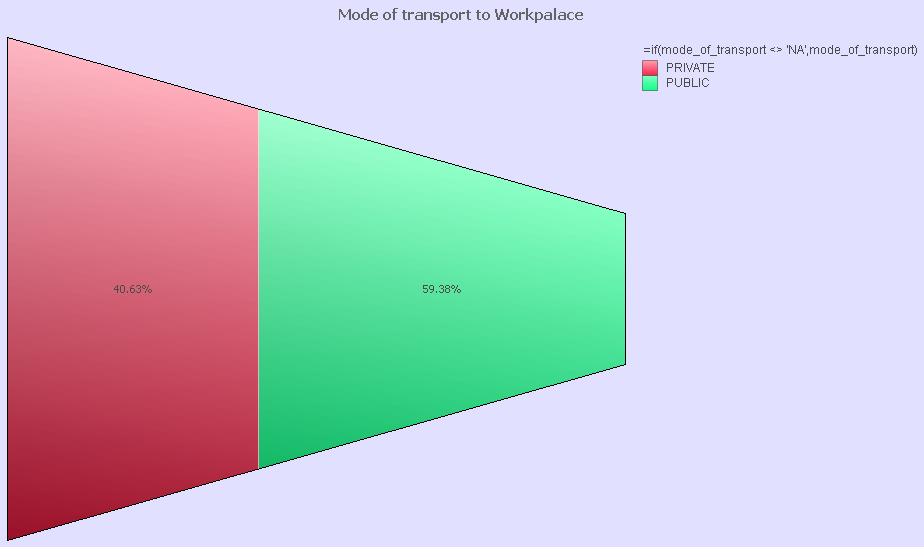 Mode of transport to Workpalace
=if(mode_of_transport <> 'NA',mode_of_transport)
PRIVATE
PUBLIC
40.63%
59.38%